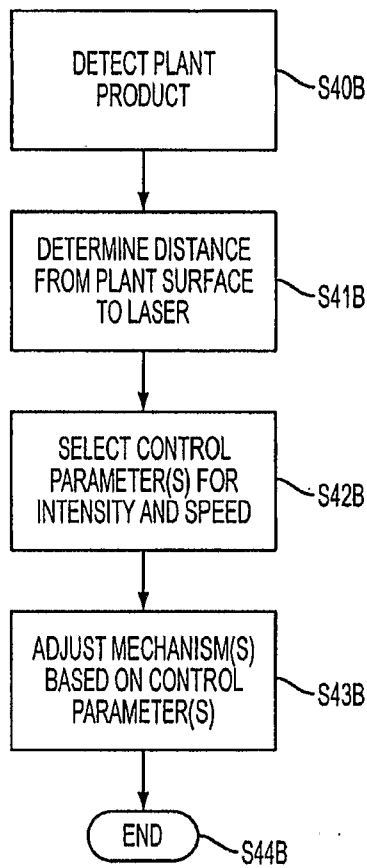 DETECT PLANT
PRODUCT
S40B
DETERMINE DISTANCE
FROM PLANT SURFACE
TO LASER
S41B
SELECT CONTROL
PARAMETER(S) FOR
INTENSITY AND SPEED
S42B
ADJUST MECHANISM(S)
BASED ON CONTROL
PARAMETER(S)
S43B
END
S44B